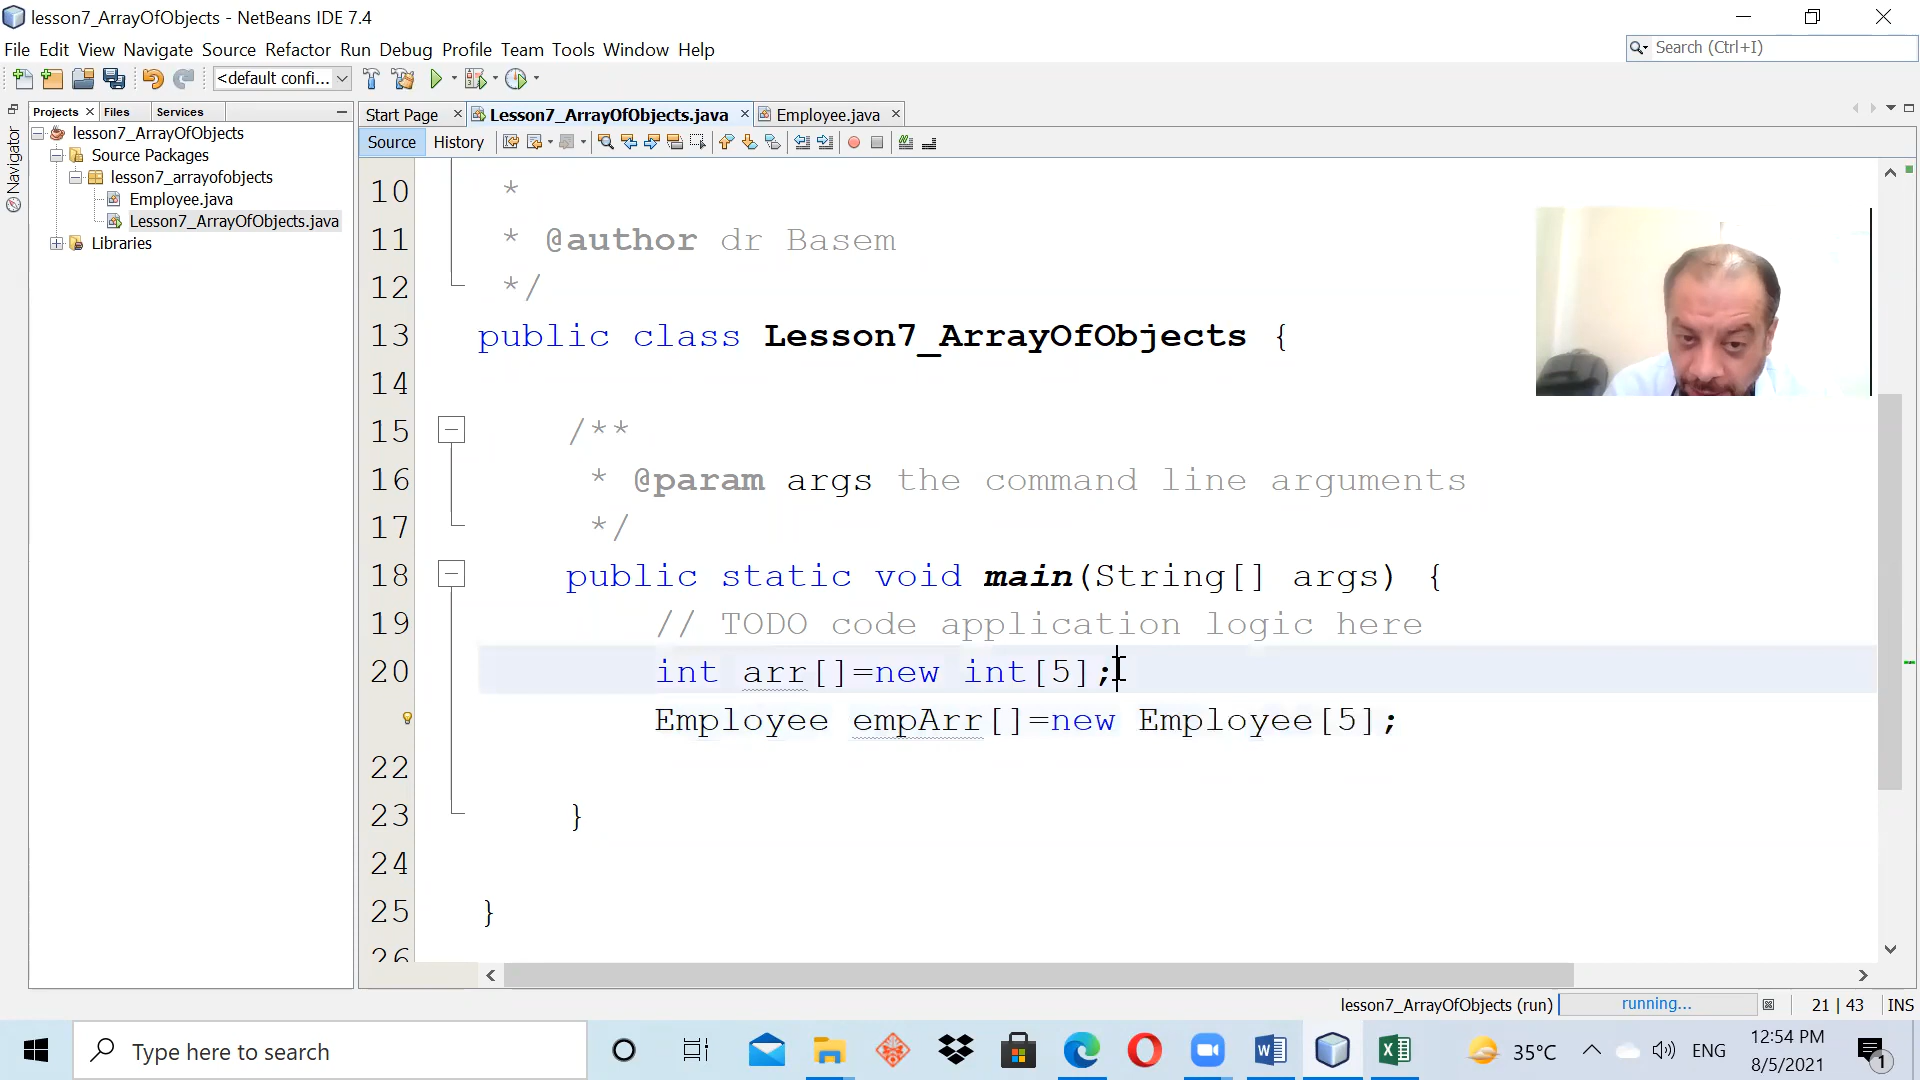 lesson7_ArrayOfObjects - NetBeans IDE 7.4
File Edit View Navigate Source Refactor Run Debug Profile Team Tools Window Help
Search (Ctrl+I)
<default confi...
Projects Files Services
Start Page Lesson7_ArrayOfObjects.java Employee.java
Navigator
lesson7_ArrayOfObjects
Source Packages
lesson7_arrayofobjects
Employee.java
Lesson7_ArrayOfObjects.java
Libraries
Source History
10 *
11 * @author dr Basem
12 */
13 public class Lesson7_ArrayOfObjects {
14
15 /**
16 * @param args the command line arguments
17 */
18 public static void main(String[] args) {
19 // TODO code application logic here
20 int arr[]=new int[5];
Employee empArr[]=new Employee[5];
22
23 }
24
25 }
26
lesson7_ArrayOfObjects (run) running... 21 | 43 INS
Type here to search
35°C ENG 12:54 PM
8/5/2021
1